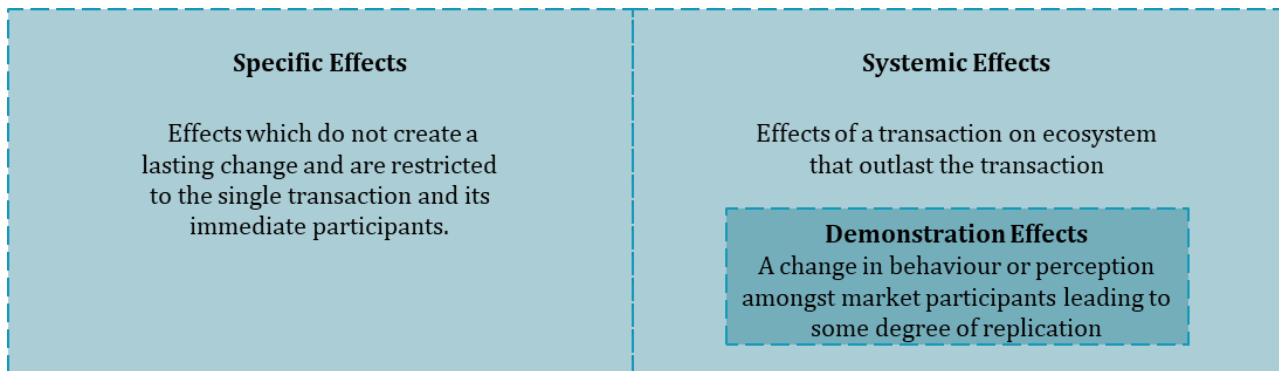 Specific Effects
Effects which do not create a
lasting change and are restricted
to the single transaction and its
immediate participants.
Systemic Effects
Effects of a transaction on ecosystem
that outlast the transaction
Demonstration Effects
A change in behaviour or perception
amongst market participants leading to
some degree of replication